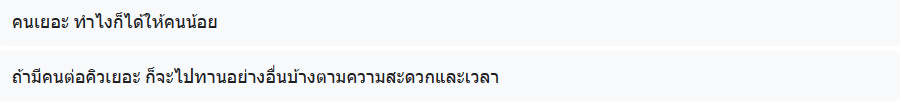 คนเยอะ ทำไงก็ได้ให้คนน้อย
ถ้ามีคนต่อคิวเยอะ ก็จะไปทานอย่างอื่นบ้างตามความสะดวกและเวลา